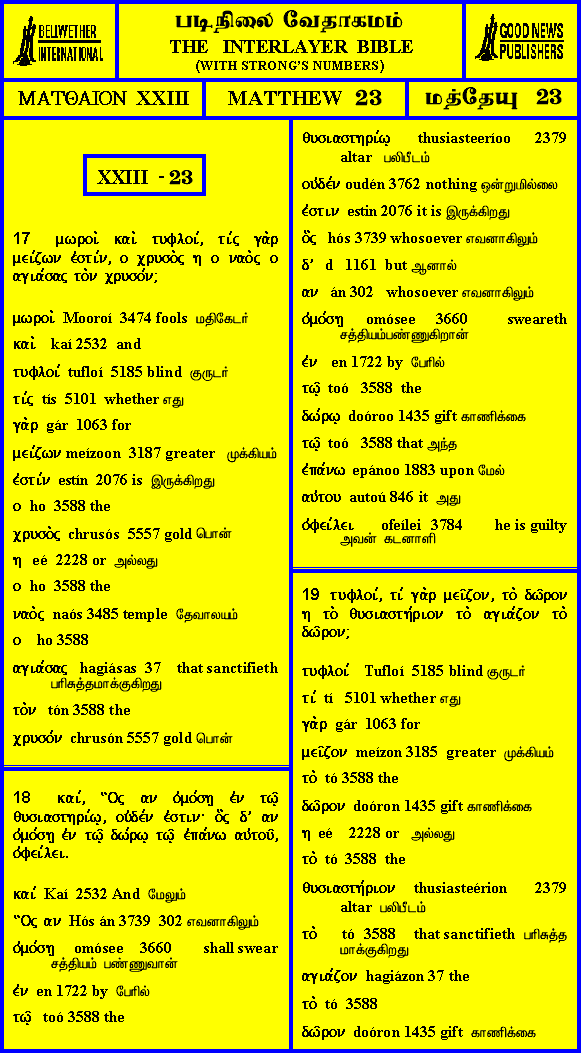 BELLWETHER
INTERNATIONAL
படிநிலை வேதாகமம்
THE INTERLAYER BIBLE
(WITH STRONG'S NUMBERS)
GOOD NEWS
PUBLISHERS
ΜΑΤΘΑΙΟΝ XXIII
MATTHEW 23
மத்தேயு 23
XXIII - 23
17 μωροὶ καὶ τυφλοί, τίς γὰρ
μείζων ἐστίν, ο χρυσὸς η ο ναὸς ο
αγιάσας τὸν χρυσόν;
μωροὶ Mooroí 3474 fools மதிகேடர்
καὶ kaí 2532 and
τυφλοί tufloí 5185 blind குருடர்
τίς tís 5101 whether எது
γὰρ gár 1063 for
μείζων meízoon 3187 greater முக்கியம்
ἐστίν estín 2076 is இருக்கிறது
ο ho 3588 the
χρυσὸς chrusós 5557 gold பொன்
η eé 2228 or அல்லது
ο ho 3588 the
ναὸς naós 3485 temple தேவாலயம்
ο ho 3588
αγιάσας hagiásas 37 that sanctifieth
பரிசுத்தமாக்குகிறது
τὸν tón 3588 the
χρυσόν chrusón 5557 gold பொன்
18 καί, Ὃς αν ὀμόσῃ ἐν τῷ
θυσιαστηρίῳ, οὐδέν ἐστιν· ὃς δ' αν
ὀμόσῃ ἐν τῷ δώρῳ τῷ ἐπάνω αὐτοῦ,
ὀφείλει.
καί Kaí 2532 And மேலும்
Ὃς αν Hós án 3739 302 எவனாகிலும்
ὀμόσῃ omósee 3660 shall swear
சத்தியம் பண்ணுவான்
ἐν en 1722 by பேரில்
τῷ toó 3588 the
θυσιαστηρίῳ thusiasteeríoo 2379
altar பலிபீடம்
οὐδέν oudén 3762 nothing ஒன்றுமில்லை
ἐστιν estin 2076 it is இருக்கிறது
ὃς hós 3739 whosoever எவனாகிலும்
δ' d 1161 but ஆனால்
αν án 302 whosoever எவனாகிலும்
ὀμόσῃ omósee 3660 sweareth
சத்தியம்பண்ணுகிறான்
ἐν en 1722 by பேரில்
τῷ toó 3588 the
δώρῳ doóroo 1435 gift காணிக்கை
τῷ toó 3588 that அந்த
ἐπάνω epánoo 1883 upon மேல்
αὐτου autoú 846 it அது
ὀφείλει ofeílei 3784 he is guilty
அவன் கடனாளி
19 τυφλοί, τί γὰρ μεῖζον, τὸ δῶρον
η τὸ θυσιαστήριον τὸ αγιάζον τὸ
δῶρον;
τυφλοί Tufloí 5185 blind குருடர்
τί tí 5101 whether எது
γὰρ gár 1063 for
μεῖζον meízon 3185 greater முக்கியம்
τὸ tó 3588 the
δῶρον doóron 1435 gift காணிக்கை
η eé 2228 or அல்லது
τὸ tó 3588 the
θυσιαστήριον thusiasteérion 2379
altar பலிபீடம்
τὸ tó 3588 that sanctifieth பரிசுத்த
மாக்குகிறது
αγιάζον hagiázon 37 the
τὸ tó 3588
δῶρον doóron 1435 gift காணிக்கை